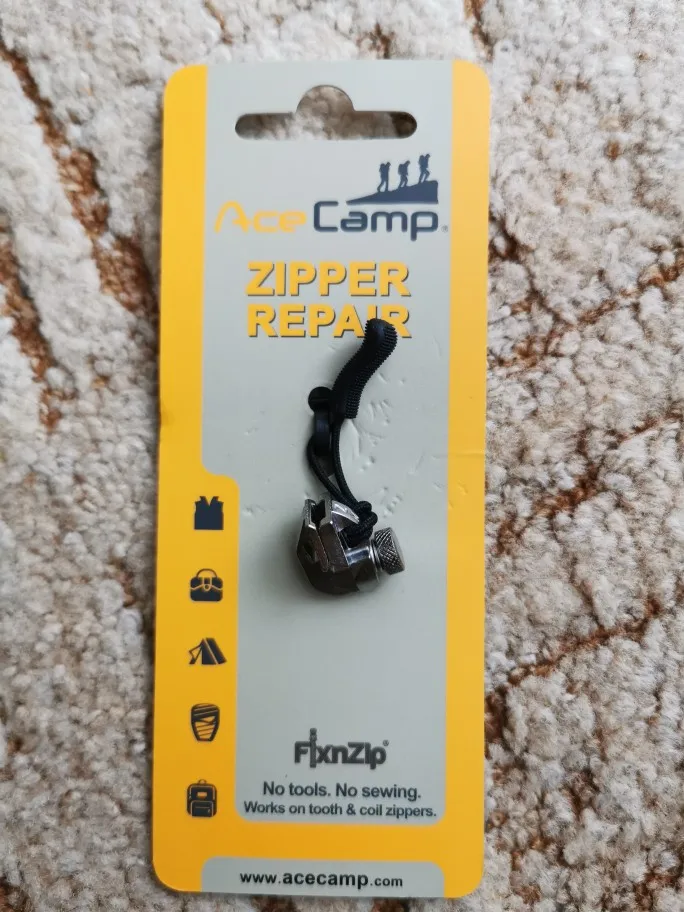 AceCamp®
ZIPPER
REPAIR
FixnZip®
No tools. No sewing.
Works on tooth & coil zippers.
www.acecamp.com